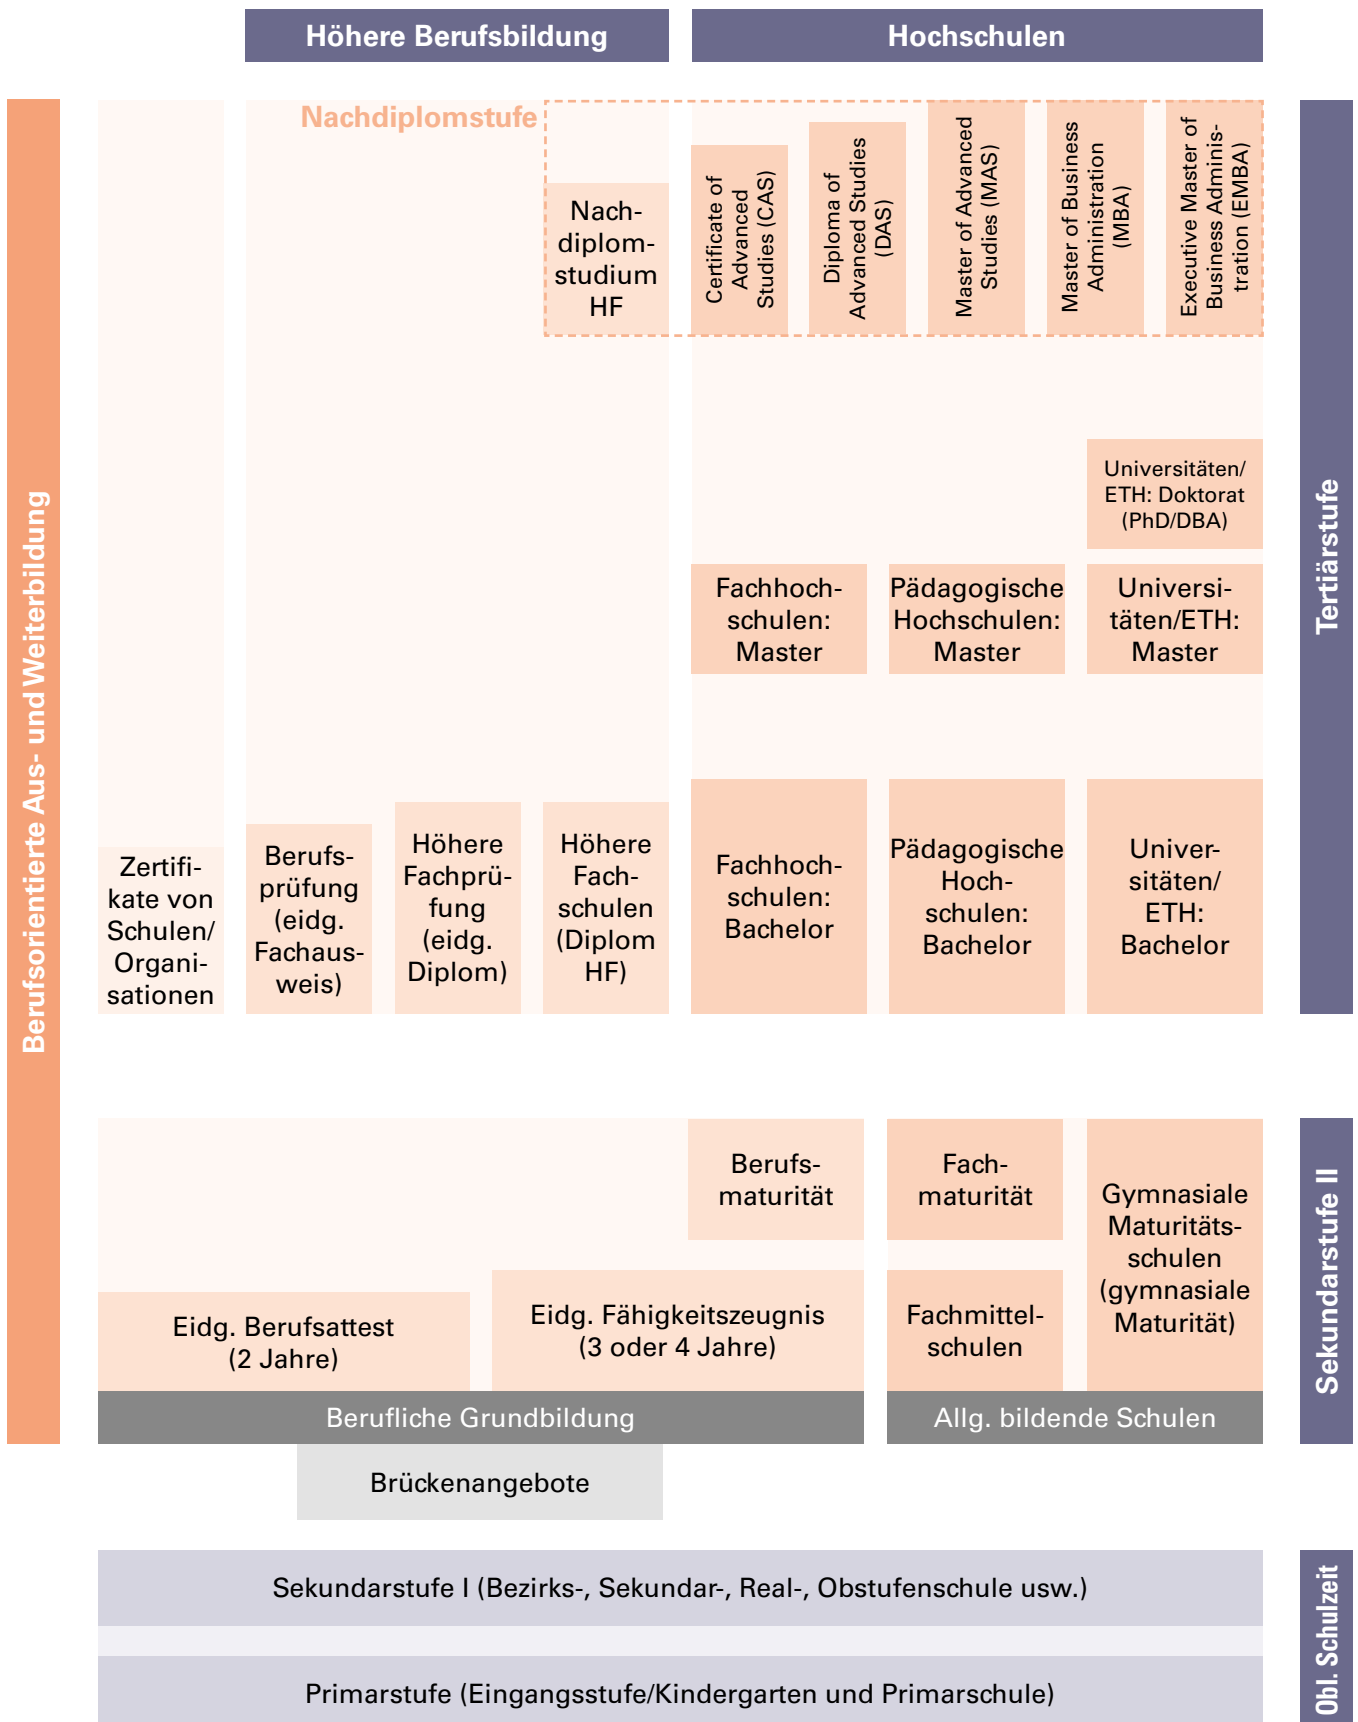 Höhere Berufsbildung
Hochschulen
Nachdiplomstufe
Nach-
diplom-
studium
HF
Certificate of
Advanced
Studies (CAS)
Diploma of
Advanced Studies
(DAS)
Master of Advanced
Studies (MAS)
Master of Business
Administration
(MBA)
Executive Master of
Business Adminis-
tration (EMBA)
Universitäten/
ETH: Doktorat
(PhD/DBA)
Fachhoch-
schulen:
Master
Pädagogische
Hochschulen:
Master
Universi-
täten/ETH:
Master
Zertifi-
kate von
Schulen/
Organi-
sationen
Berufs-
prüfung
(eidg.
Fachaus-
weis)
Höhere
Fachprü-
fung
(eidg.
Diplom)
Höhere
Fach-
schulen
(Diplom
HF)
Fachhoch-
schulen:
Bachelor
Pädagogische
Hoch-
schulen:
Bachelor
Univer-
sitäten/
ETH:
Bachelor
Tertiärstufe
Berufsorientierte Aus- und Weiterbildung
Berufs-
maturität
Fach-
maturität
Gymnasiale
Maturitäts-
schulen
(gymnasiale
Maturität)
Eidg. Berufsattest
(2 Jahre)
Eidg. Fähigkeitszeugnis
(3 oder 4 Jahre)
Fachmittel-
schulen
Berufliche Grundbildung
Allg. bildende Schulen
Sekundarstufe II
Brückenangebote
Sekundarstufe I (Bezirks-, Sekundar-, Real-, Obstufenschule usw.)
Primarstufe (Eingangsstufe/Kindergarten und Primarschule)
Obl. Schulzeit